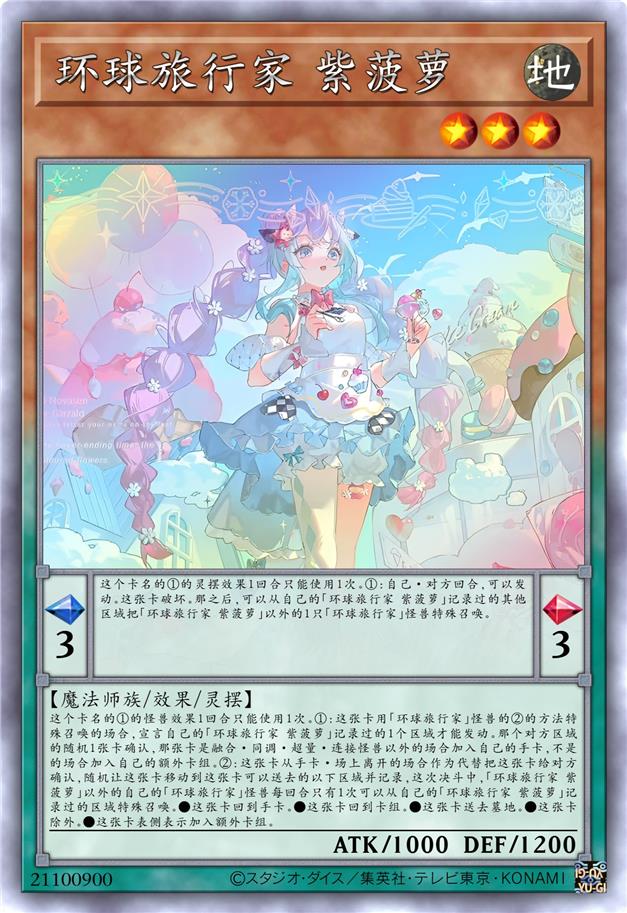 环球旅行家 紫菠萝
地
Ice Cream
Novasen
Garzald
never-ending time, the
这个卡名的①的灵摆效果1回合只能使用1次。①:自己・对方回合,可以发
动。这张卡破坏。那之后,可以从自己的「环球旅行家 紫菠萝」记录过的其他
区域把「环球旅行家 紫菠萝」以外的1只「环球旅行家」怪兽特殊召唤。
3
3
【魔法师族/效果/灵摆】
这个卡名的①的怪兽效果1回合只能使用1次。①:这张卡用「环球旅行家」怪兽的②的方法特
殊召唤的场合,宣言自己的「环球旅行家 紫菠萝」记录过的1个区域才能发动。那个对方区域
的随机1张卡确认,那张卡是融合・同调・超量・连接怪兽以外的场合加入自己的手卡,不是
的场合加入自己的额外卡组。②:这张卡从手卡・场上离开的场合作为代替把这张卡给对方
确认,随机让这张卡移动到这张卡可以送去的以下区域并记录,这次决斗中,「环球旅行家 紫
菠萝」以外的自己的「环球旅行家」怪兽每回合只有1次可以从自己的「环球旅行家 紫菠萝」记
录过的区域特殊召唤。●这张卡回到手卡。●这张卡回到卡组。●这张卡送去墓地。●这张卡
除外。●这张卡表侧表示加入额外卡组。
ATK/1000 DEF/1200
21100900
©スタジオ・ダイス/集英社・テレビ東京・KONAMI
YU-GI